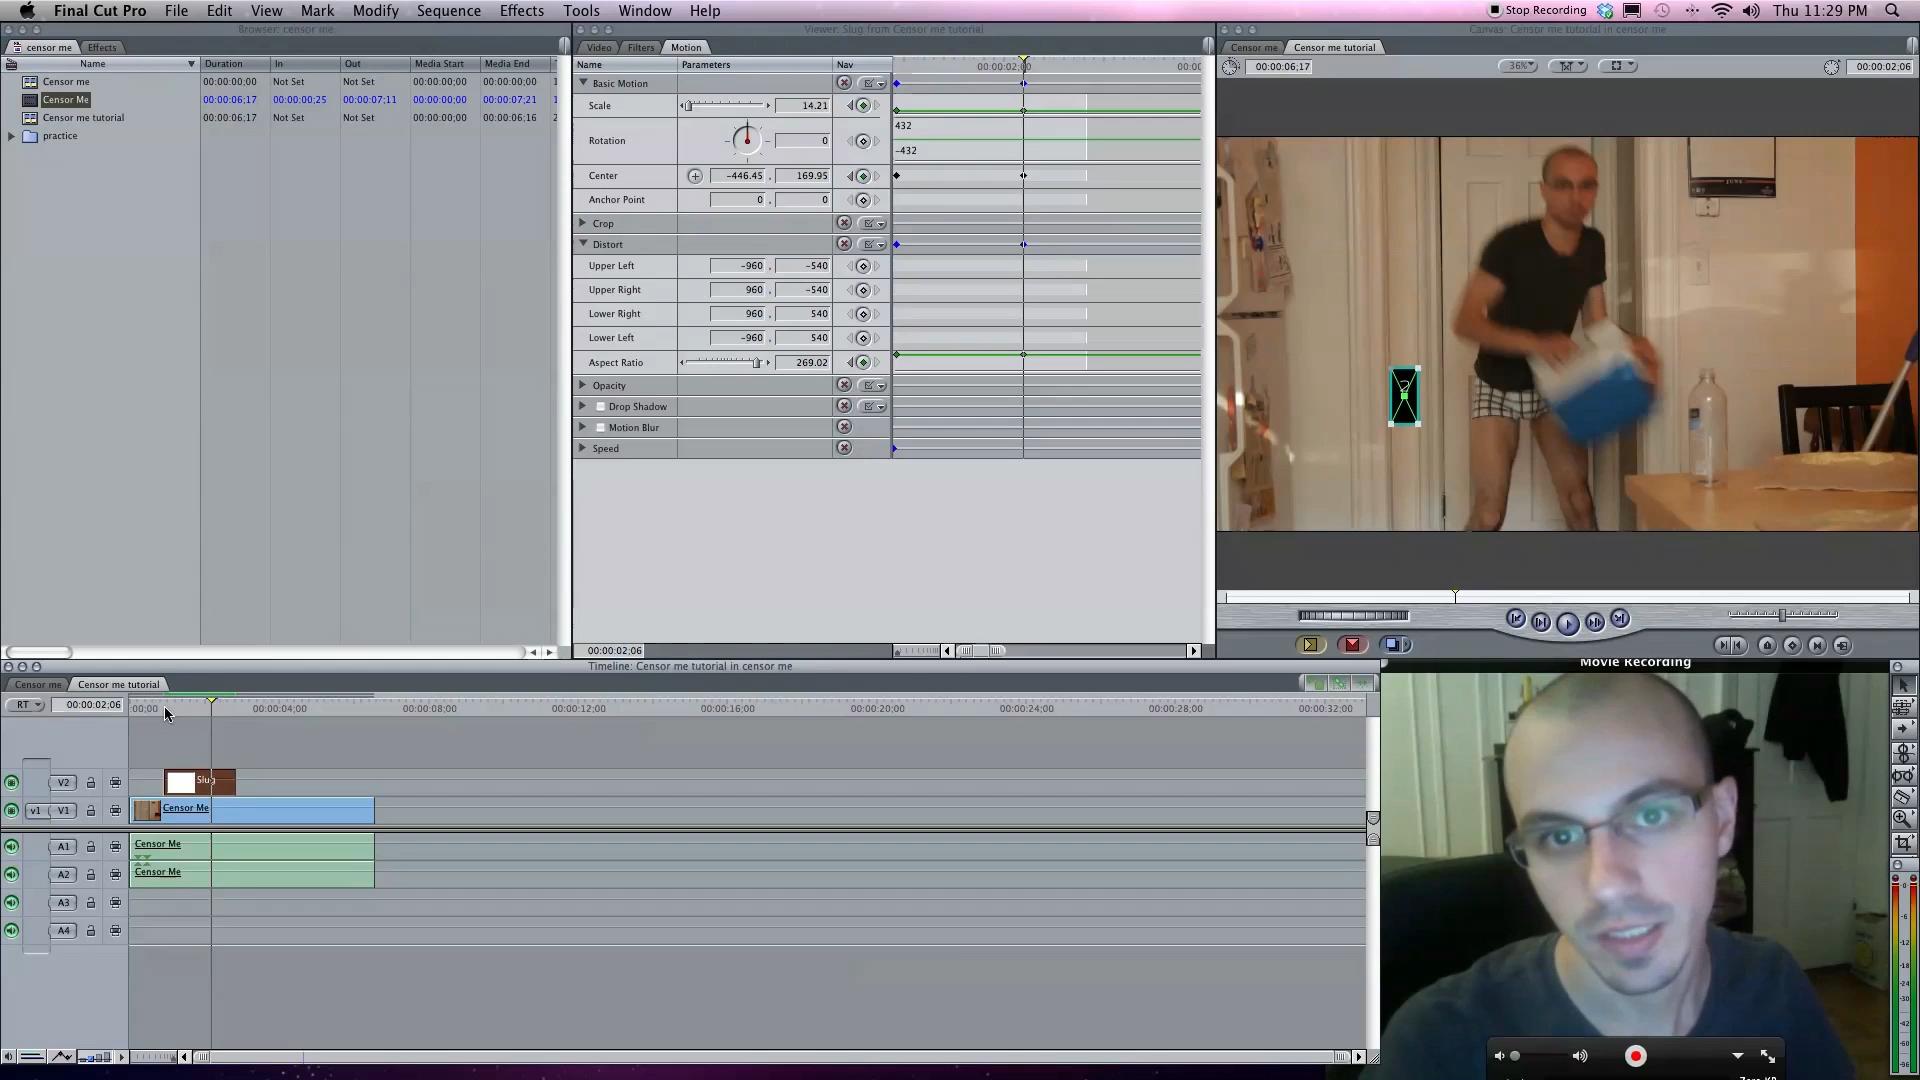 Final Cut Pro File Edit View Mark Modify Sequence Effects Tools Window Help Stop Recording Thu 11:29 PM
Browser: censor me
Viewer: Slug from Censor me tutorial
Canvas: Censor me tutorial in censor me
censor me Effects
Video Filters Motion
Censor me Censor me tutorial
Name Duration In Out Media Start Media End
Name Parameters Nav 00:00:02;00
00:00:06;17 36% 00:00:02;06
Censor me 00:00:00;00 Not Set Not Set 00:00:00;00 00:00:00;00
Censor Me 00:00:06;17 00:00:00;25 00:00:07;11 00:00:00;00 00:00:07;21
Censor me tutorial 00:00:06;17 Not Set Not Set 00:00:00;00 00:00:06;16
practice
Basic Motion
Scale 14.21
432
Rotation 0
-432
Center -446.45 , 169.95
Anchor Point 0 , 0
Crop
Distort
Upper Left -960 , -540
Upper Right 960 , -540
Lower Right 960 , 540
Lower Left -960 , 540
Aspect Ratio 269.02
Opacity
Drop Shadow
Motion Blur
Speed
JUNE
2
00:00:02;06
Timeline: Censor me tutorial in censor me
Movie Recording
Censor me Censor me tutorial
RT 00:00:02;06 :00;00 00:00:04;00 00:00:08;00 00:00:12;00 00:00:16;00 00:00:20;00 00:00:24;00 00:00:28;00 00:00:32;00
V2 Slug
v1 V1 Censor Me
A1 Censor Me
A2 Censor Me
A3
A4
0
-6
-12
-18
-24
-30
-42
-60
-96